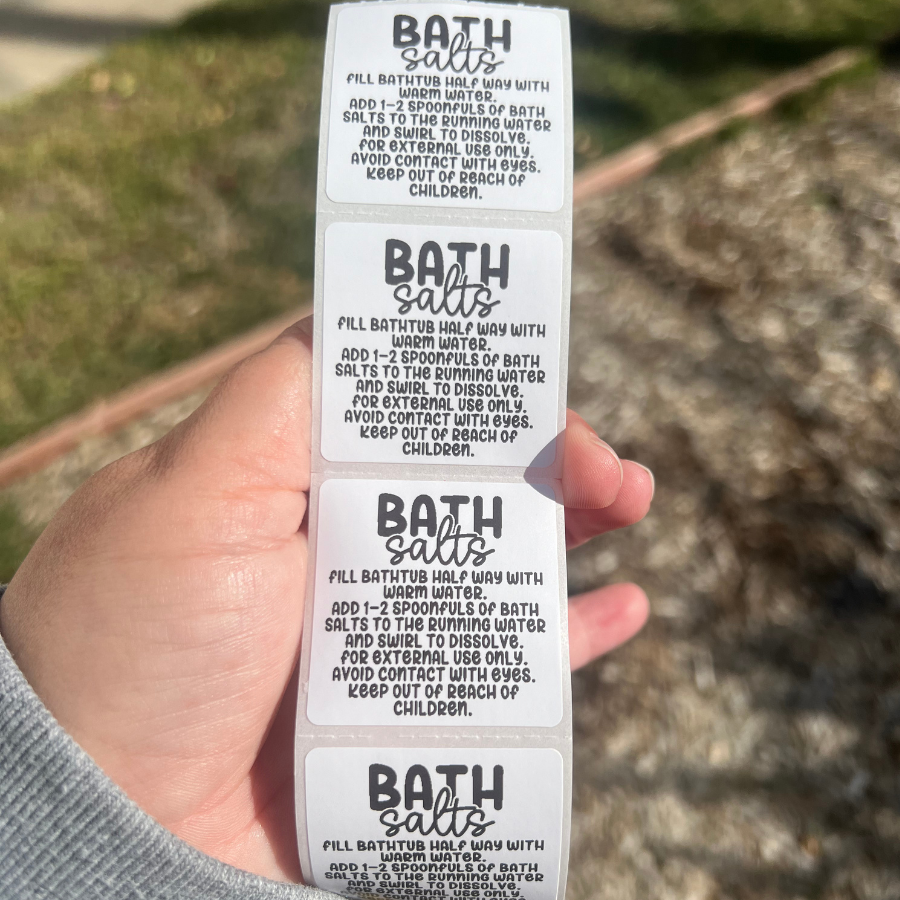 BATH
salts
FILL BATHTUB HALF WAY WITH
WARM WATER.
ADD 1-2 SPOONFULS OF BATH
SALTS TO THE RUNNING WATER
AND SWIRL TO DISSOLVE.
FOR EXTERNAL USE ONLY.
AVOID CONTACT WITH EYES.
KEEP OUT OF REACH OF
CHILDREN.
BATH
salts
FILL BATHTUB HALF WAY WITH
WARM WATER.
ADD 1-2 SPOONFULS OF BATH
SALTS TO THE RUNNING WATER
AND SWIRL TO DISSOLVE.
FOR EXTERNAL USE ONLY.
AVOID CONTACT WITH EYES.
KEEP OUT OF REACH OF
CHILDREN.
BATH
salts
FILL BATHTUB HALF WAY WITH
WARM WATER.
ADD 1-2 SPOONFULS OF BATH
SALTS TO THE RUNNING WATER
AND SWIRL TO DISSOLVE.
FOR EXTERNAL USE ONLY.
AVOID CONTACT WITH EYES.
KEEP OUT OF REACH OF
CHILDREN.
BATH
salts
FILL BATHTUB HALF WAY WITH
WARM WATER.
ADD 1-2 SPOONFULS OF BATH
SALTS TO THE RUNNING WATER
AND SWIRL TO DISSOLVE.
FOR EXTERNAL USE ONLY.